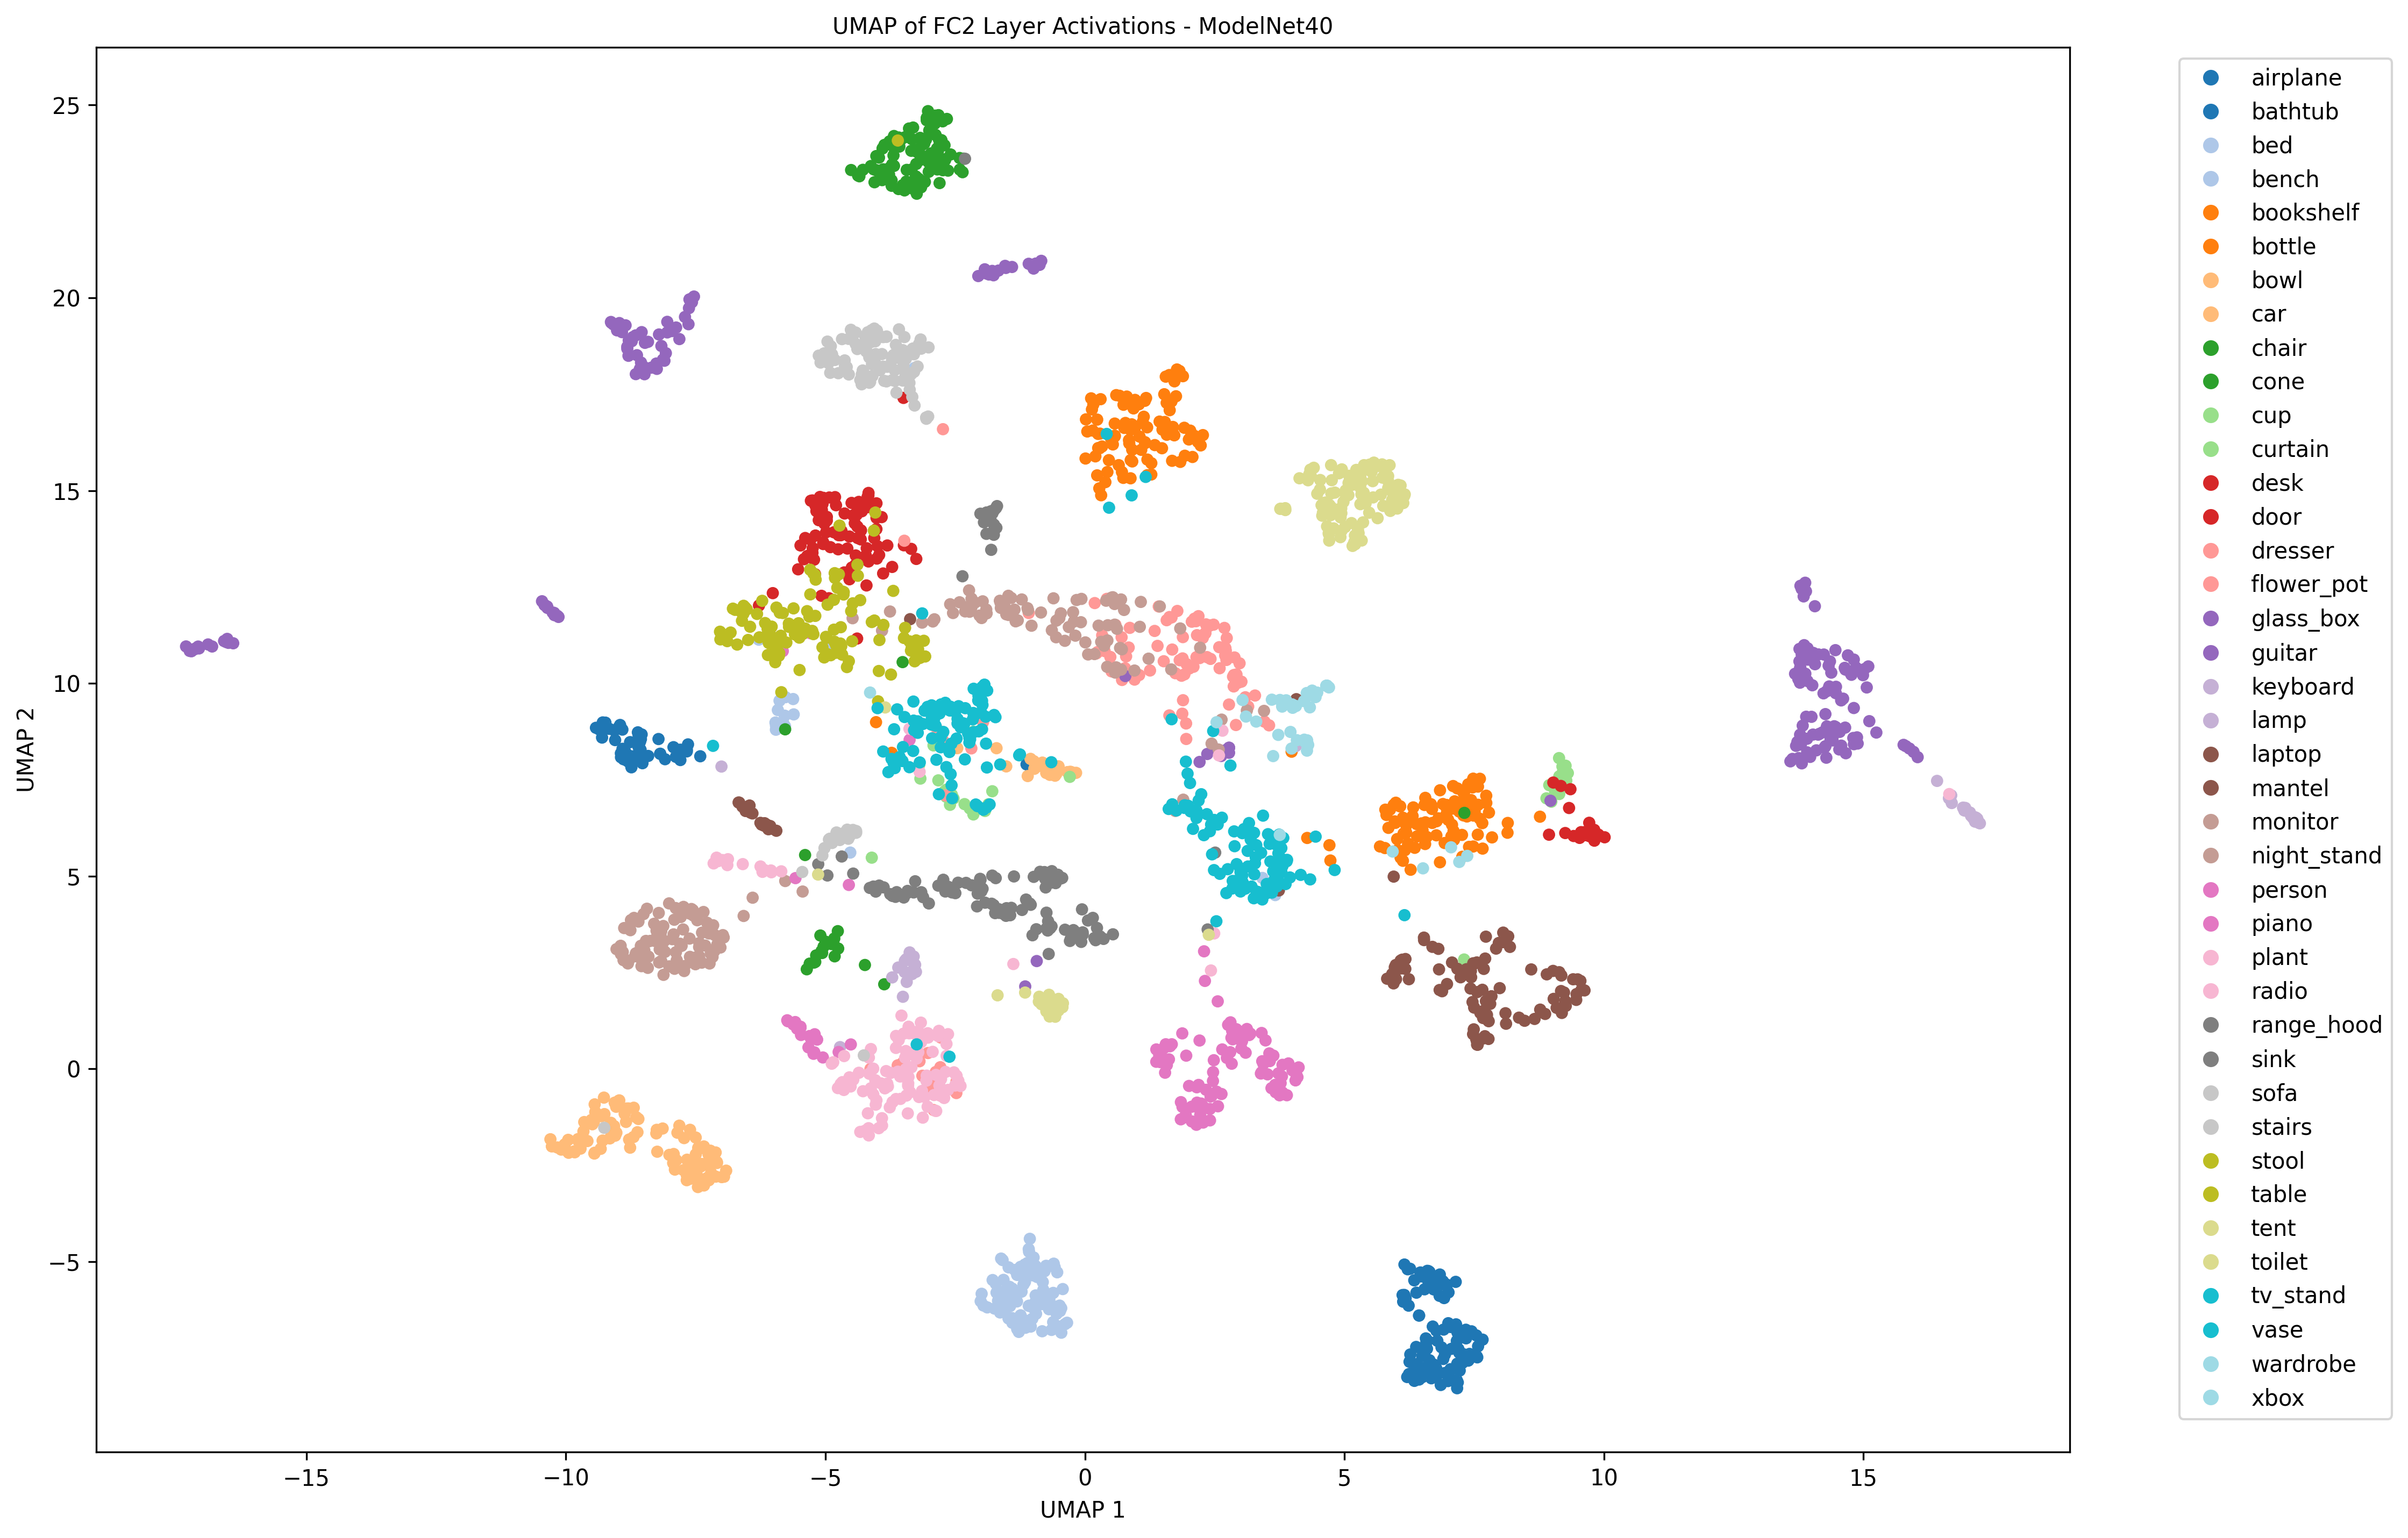 UMAP of FC2 Layer Activations - ModelNet40
25
20
15
10
5
0
−5
UMAP 2
−15
−10
−5
0
5
10
15
UMAP 1
airplane
bathtub
bed
bench
bookshelf
bottle
bowl
car
chair
cone
cup
curtain
desk
door
dresser
flower_pot
glass_box
guitar
keyboard
lamp
laptop
mantel
monitor
night_stand
person
piano
plant
radio
range_hood
sink
sofa
stairs
stool
table
tent
toilet
tv_stand
vase
wardrobe
xbox